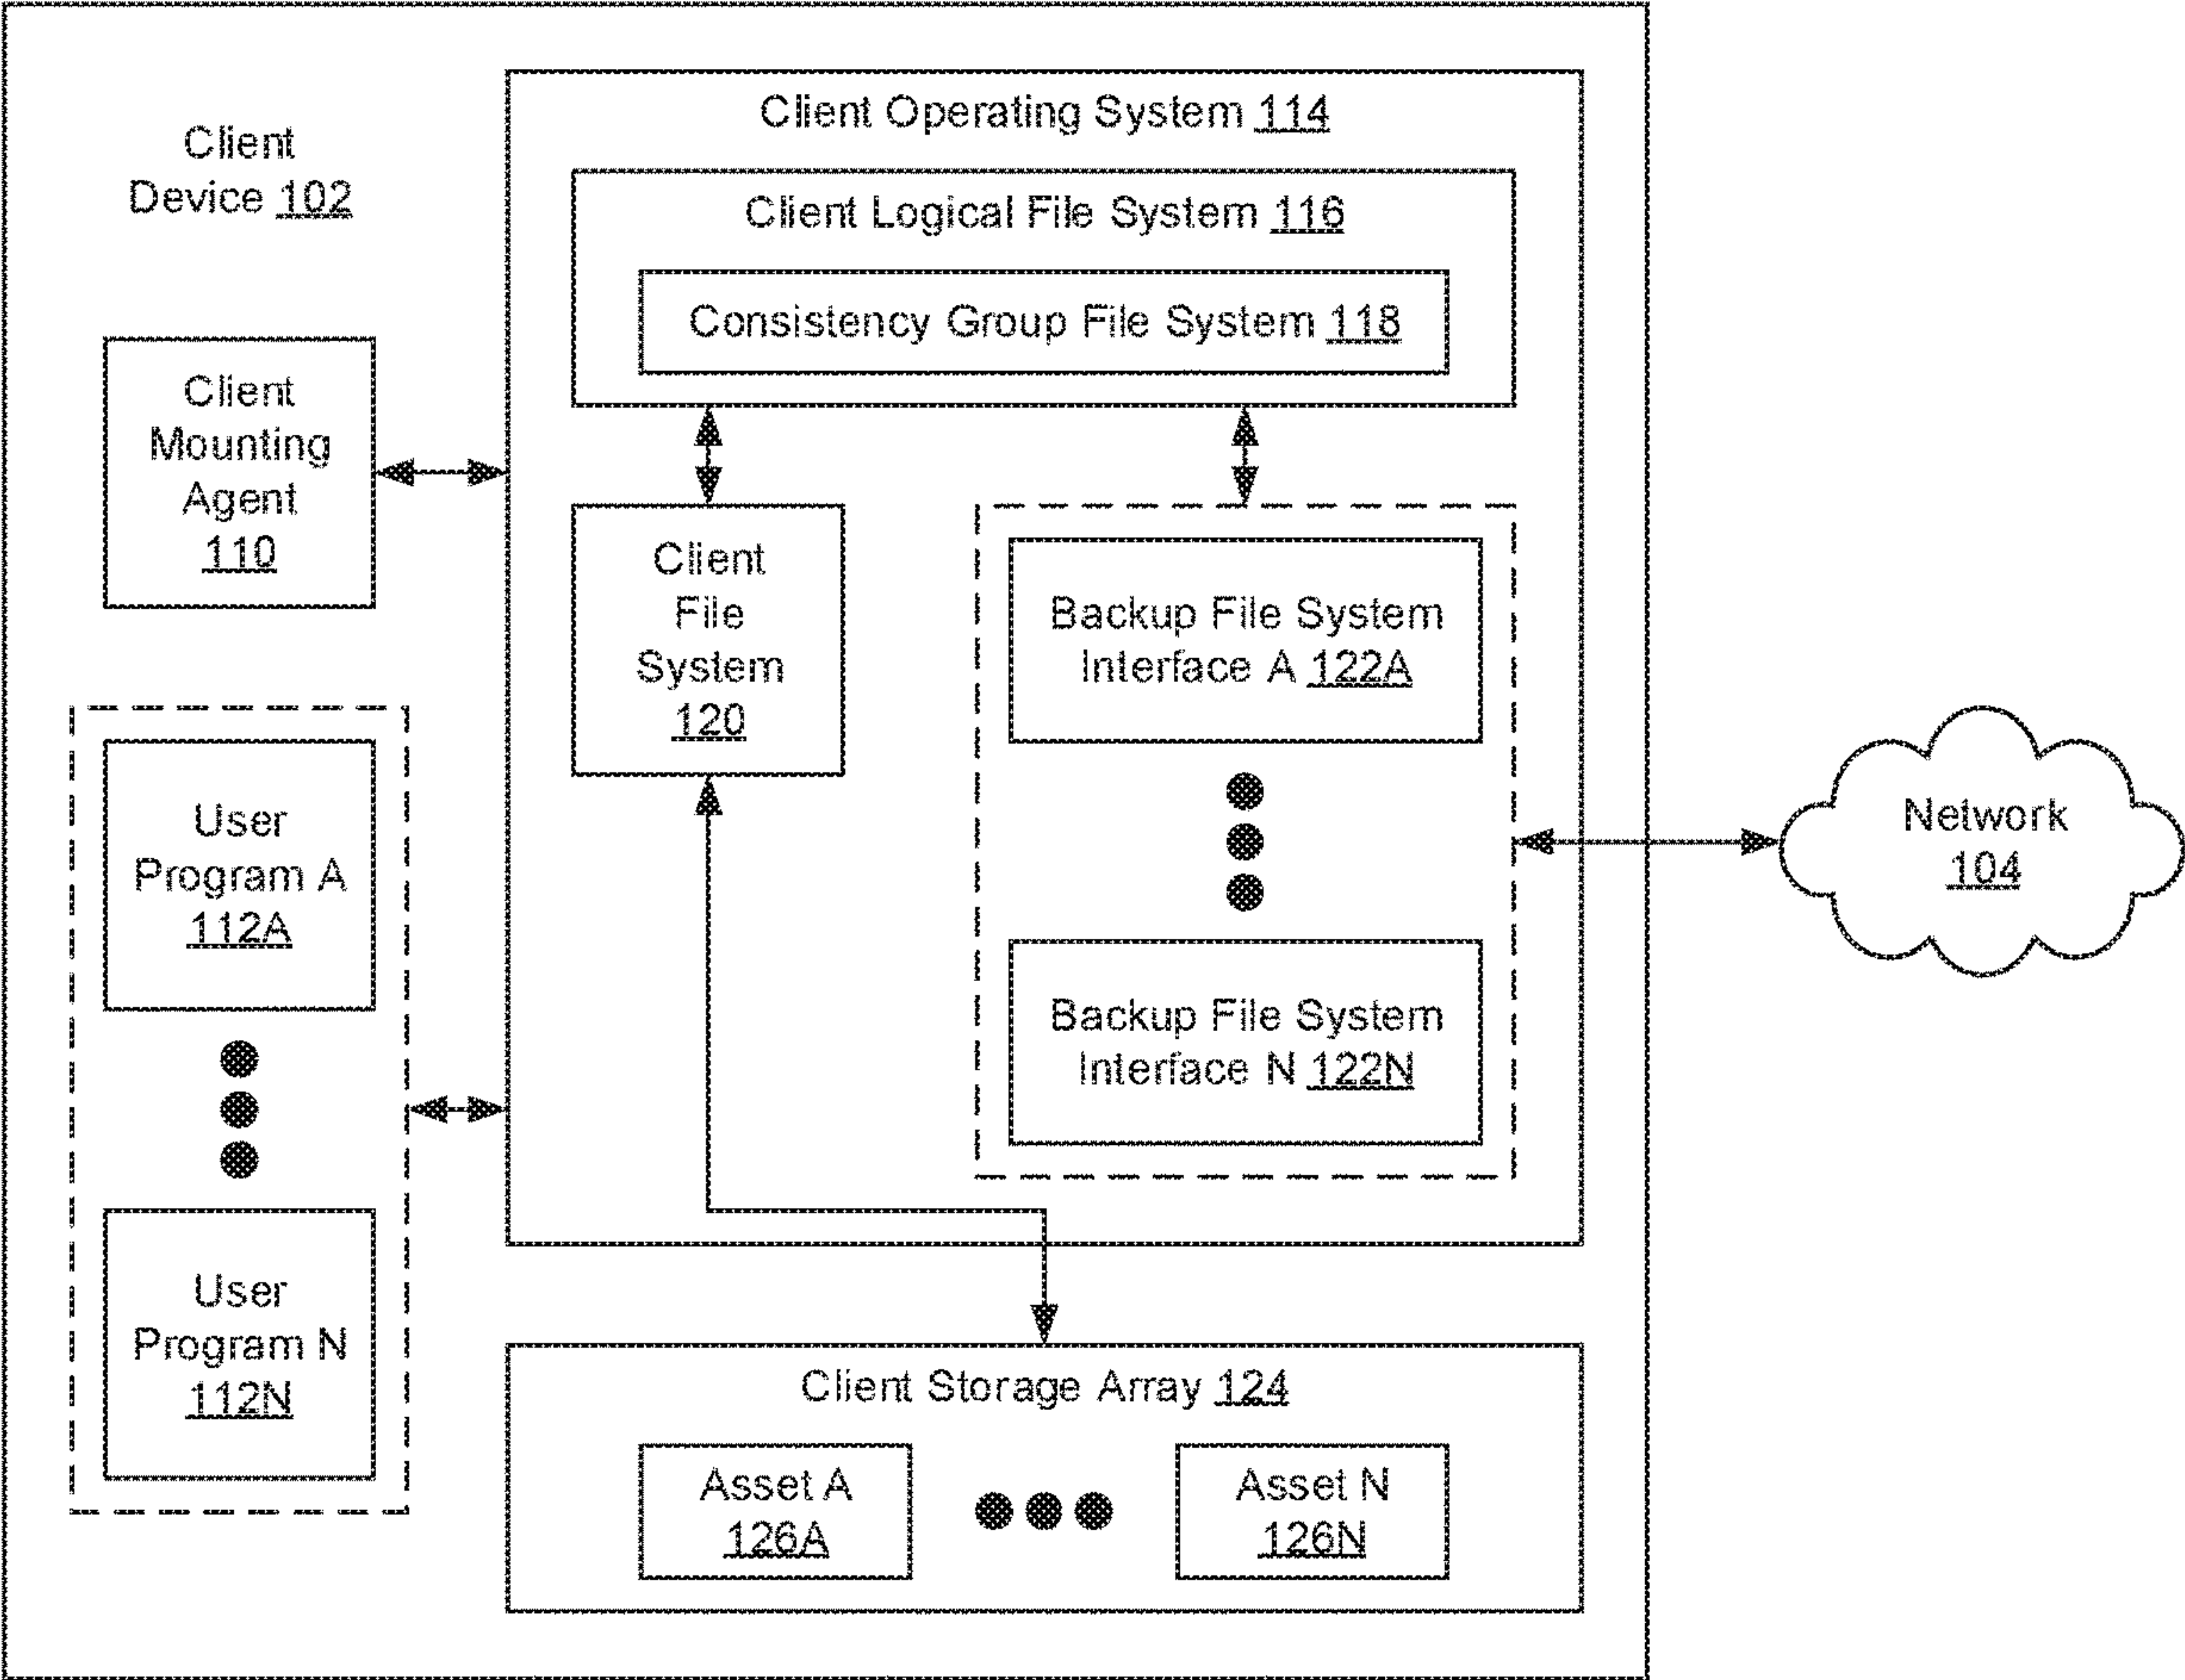 Client
Device 102
Client Operating System 114
Client Logical File System 116
Consistency Group File System 118
Client
Mounting
Agent
110
Client
File
System
120
Backup File System
Interface A 122A
User
Program A
112A
Network
104
Backup File System
Interface N 122N
User
Program N
112N
Client Storage Array 124
Asset A
126A
Asset N
126N